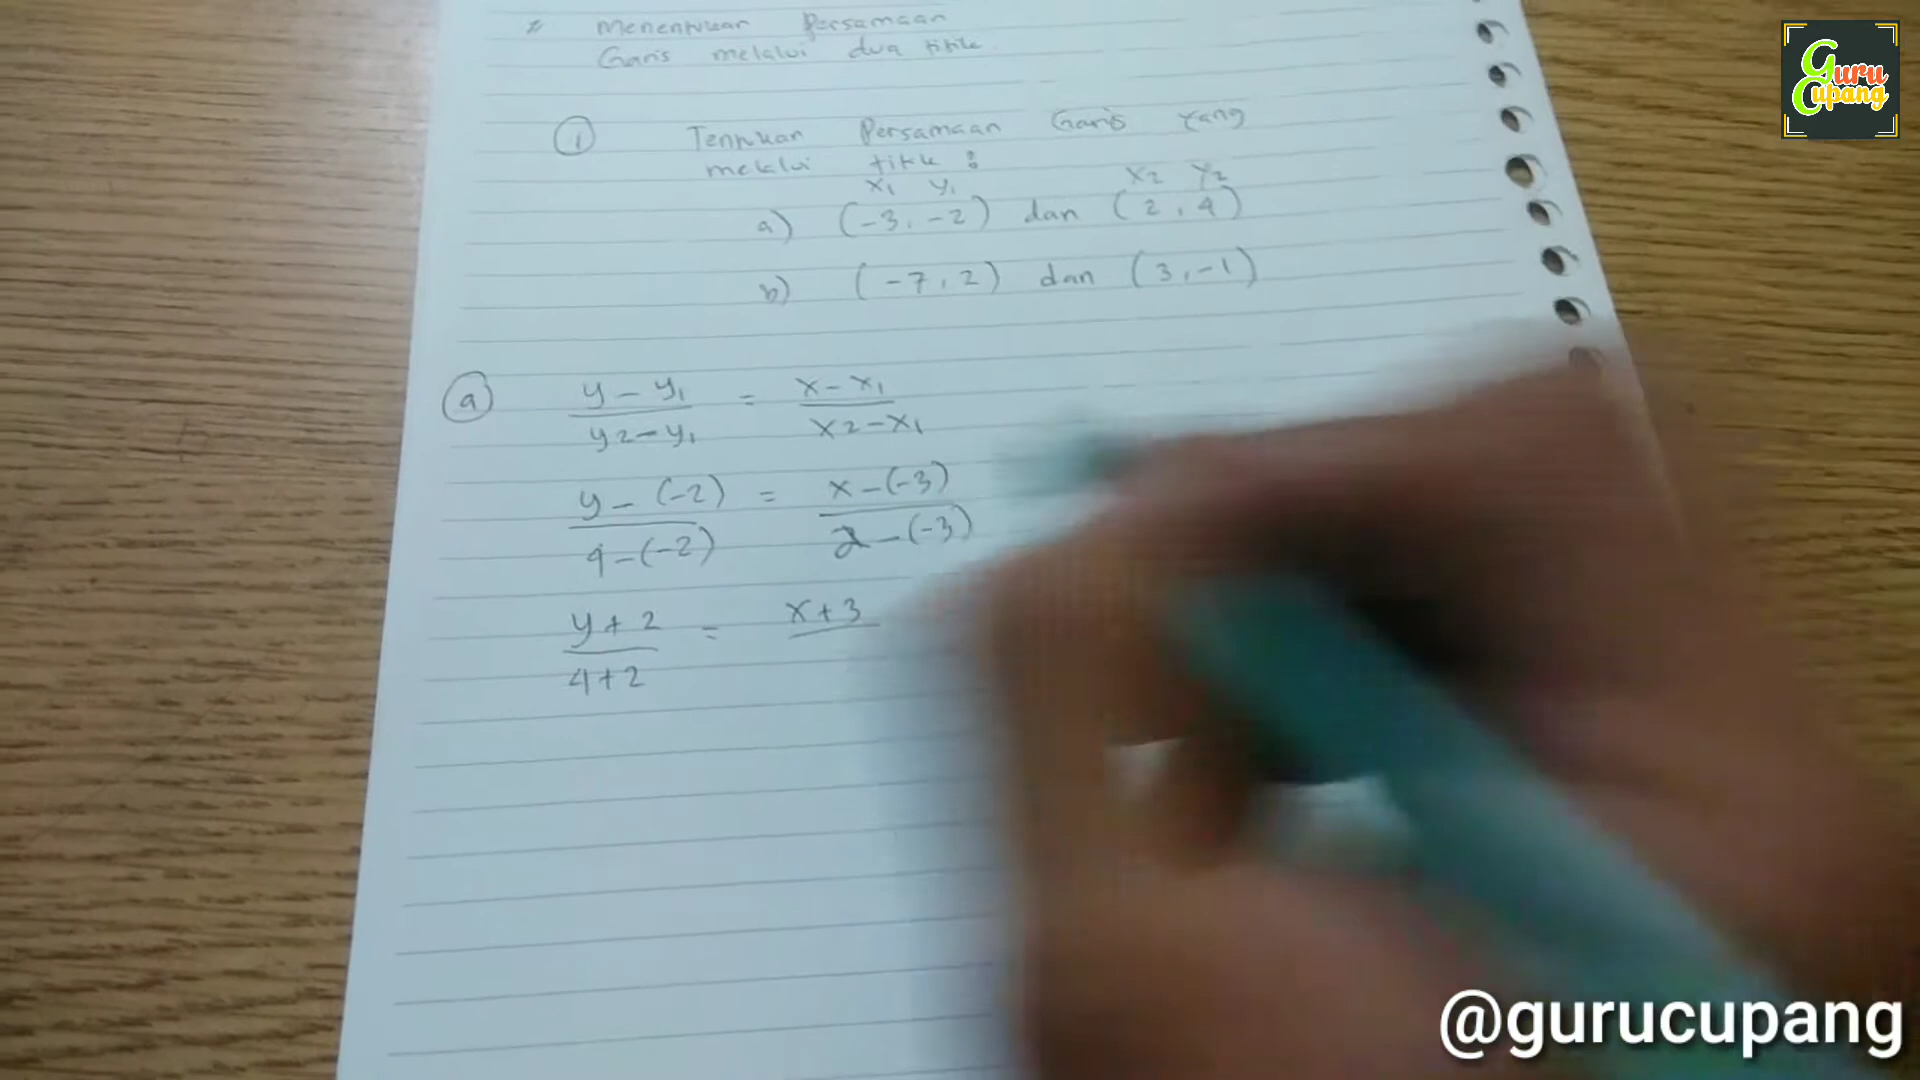 # Menentukan Persamaan
Garis melalui dua titik.
1 Tentukan Persamaan Garis Yang
melalui titik :
x1 y1 x2 y2
a) (-3, -2) dan (2, 4)
b) (-7, 2) dan (3, -1)
a y - y1 = x - x1
y2 - y1 x2 - x1
y - (-2) = x - (-3)
4 - (-2) 2 - (-3)
y + 2 = x + 3
4 + 2
Guru
Cupang
@gurucupang